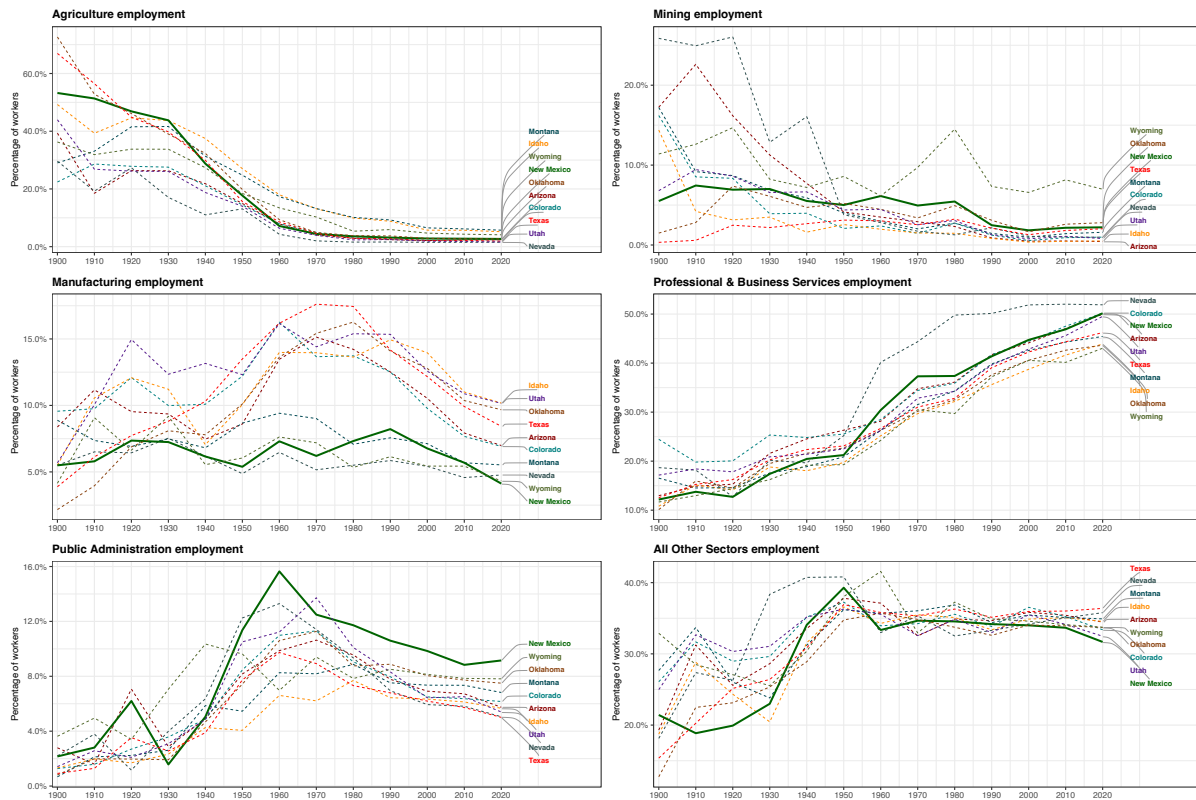 Agriculture employment
Percentage of workers
60.0%
40.0%
20.0%
0.0%
Montana
Idaho
Wyoming
New Mexico
Oklahoma
Arizona
Colorado
Texas
Utah
Nevada
1900 1910 1920 1930 1940 1950 1960 1970 1980 1990 2000 2010 2020
Mining employment
Percentage of workers
20.0%
10.0%
0.0%
Wyoming
Oklahoma
New Mexico
Texas
Montana
Colorado
Nevada
Utah
Idaho
Arizona
1900 1910 1920 1930 1940 1950 1960 1970 1980 1990 2000 2010 2020
Manufacturing employment
Percentage of workers
15.0%
10.0%
5.0%
Idaho
Utah
Oklahoma
Texas
Arizona
Colorado
Montana
Nevada
Wyoming
New Mexico
1900 1910 1920 1930 1940 1950 1960 1970 1980 1990 2000 2010 2020
Professional & Business Services employment
Percentage of workers
50.0%
40.0%
30.0%
20.0%
10.0%
Nevada
Colorado
New Mexico
Arizona
Utah
Texas
Montana
Idaho
Oklahoma
Wyoming
1900 1910 1920 1930 1940 1950 1960 1970 1980 1990 2000 2010 2020
Public Administration employment
Percentage of workers
16.0%
12.0%
8.0%
4.0%
0.0%
New Mexico
Wyoming
Oklahoma
Montana
Colorado
Arizona
Idaho
Utah
Nevada
Texas
1900 1910 1920 1930 1940 1950 1960 1970 1980 1990 2000 2010 2020
All Other Sectors employment
Percentage of workers
40.0%
30.0%
20.0%
Texas
Nevada
Montana
Idaho
Arizona
Wyoming
Oklahoma
Colorado
Utah
New Mexico
1900 1910 1920 1930 1940 1950 1960 1970 1980 1990 2000 2010 2020